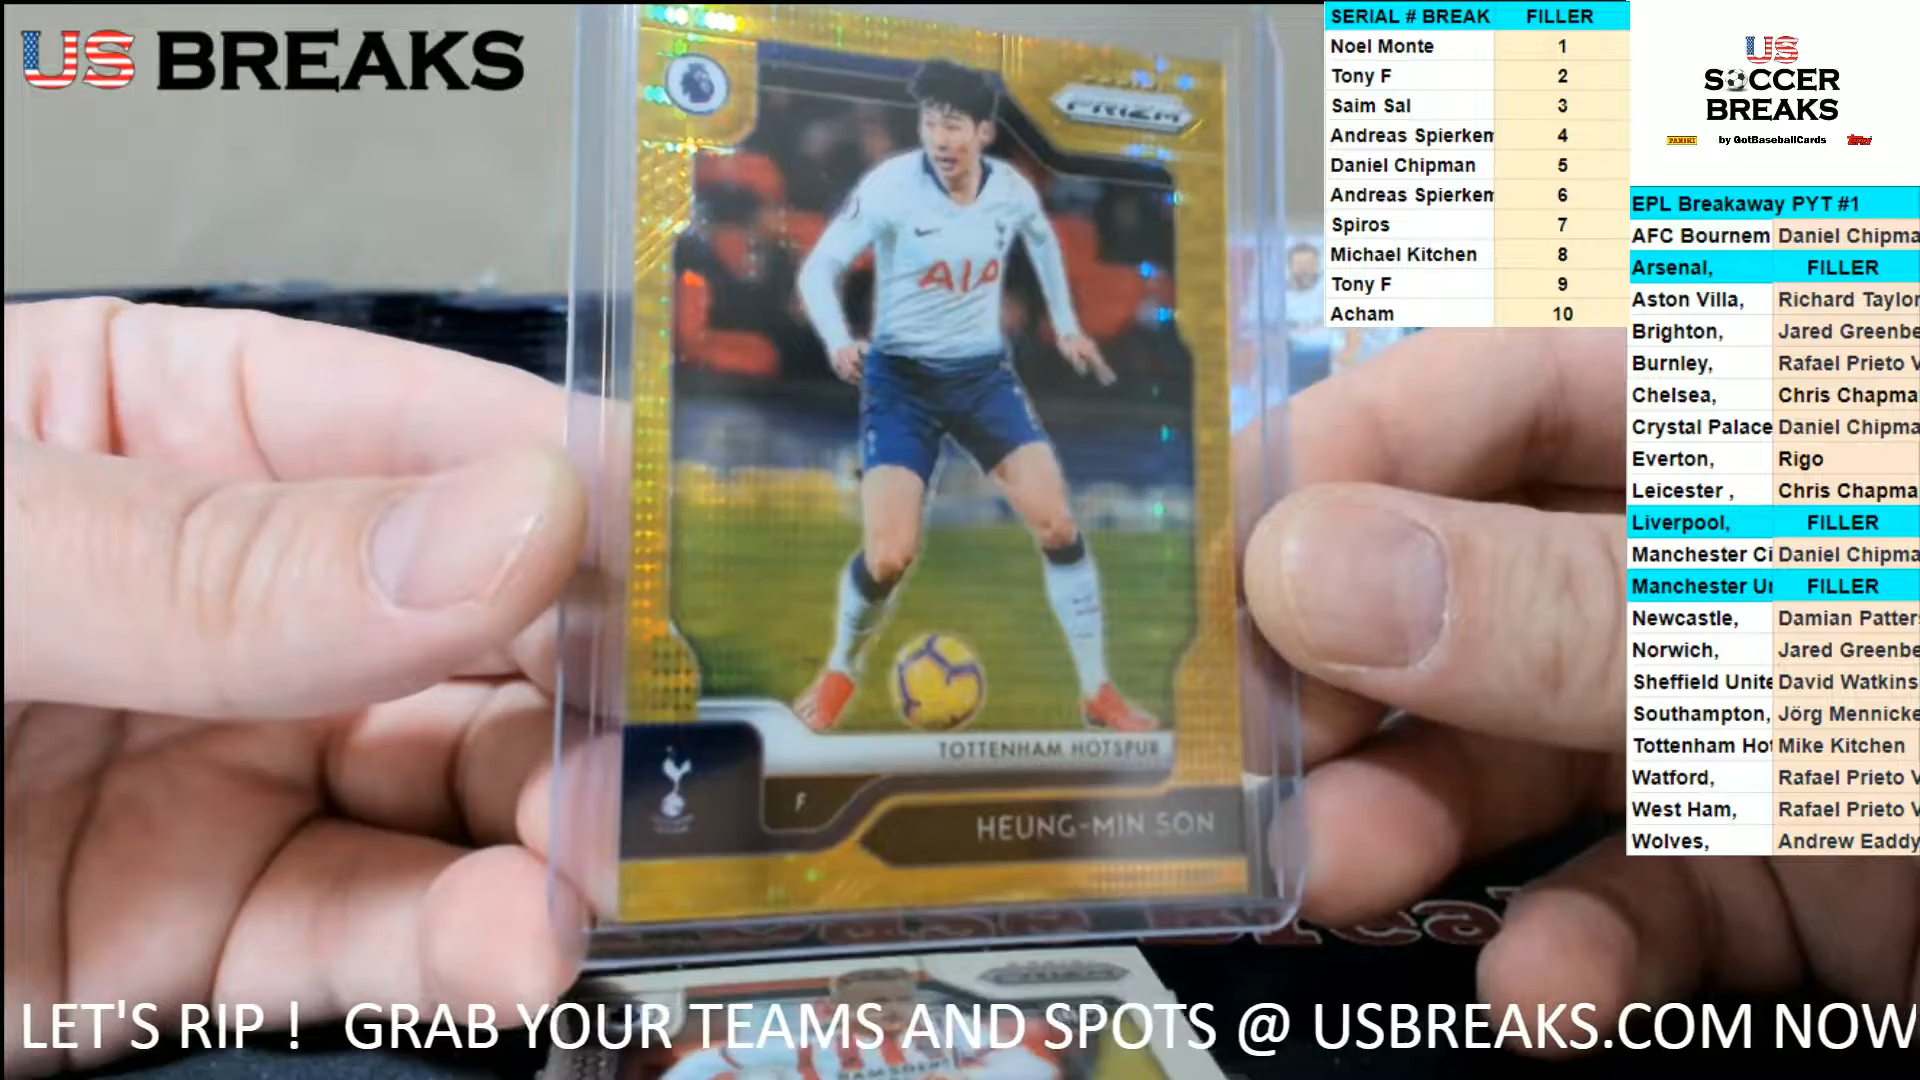 US BREAKS
PRIZM
AIA
TOTTENHAM HOTSPUR
F
HEUNG-MIN SON
SERIAL # BREAK FILLER
Noel Monte 1
Tony F 2
Saim Sal 3
Andreas Spierken 4
Daniel Chipman 5
Andreas Spierken 6
Spiros 7
Michael Kitchen 8
Tony F 9
Acham 10
US
SOCCER
BREAKS
PANINI by GotBaseballCards Topps
EPL Breakaway PYT #1
AFC Bournem Daniel Chipma
Arsenal, FILLER
Aston Villa, Richard Taylor
Brighton, Jared Greenbe
Burnley, Rafael Prieto V
Chelsea, Chris Chapma
Crystal Palace Daniel Chipma
Everton, Rigo
Leicester , Chris Chapma
Liverpool, FILLER
Manchester Ci Daniel Chipma
Manchester Un FILLER
Newcastle, Damian Patters
Norwich, Jared Greenbe
Sheffield Unite David Watkins
Southampton, Jörg Mennicke
Tottenham Hot Mike Kitchen
Watford, Rafael Prieto V
West Ham, Rafael Prieto V
Wolves, Andrew Eaddy
PRIZM
LET'S RIP ! GRAB YOUR TEAMS AND SPOTS @ USBREAKS.COM NOW